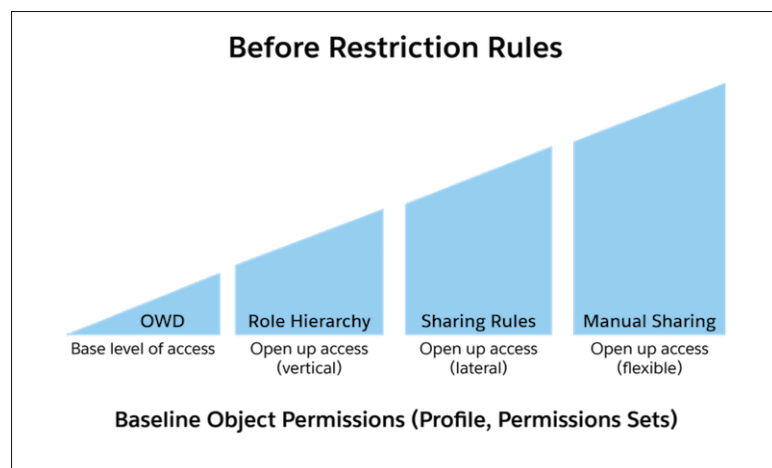 Before Restriction Rules
OWD
Role Hierarchy
Sharing Rules
Manual Sharing
Base level of access
Open up access
(vertical)
Open up access
(lateral)
Open up access
(flexible)
Baseline Object Permissions (Profile, Permissions Sets)